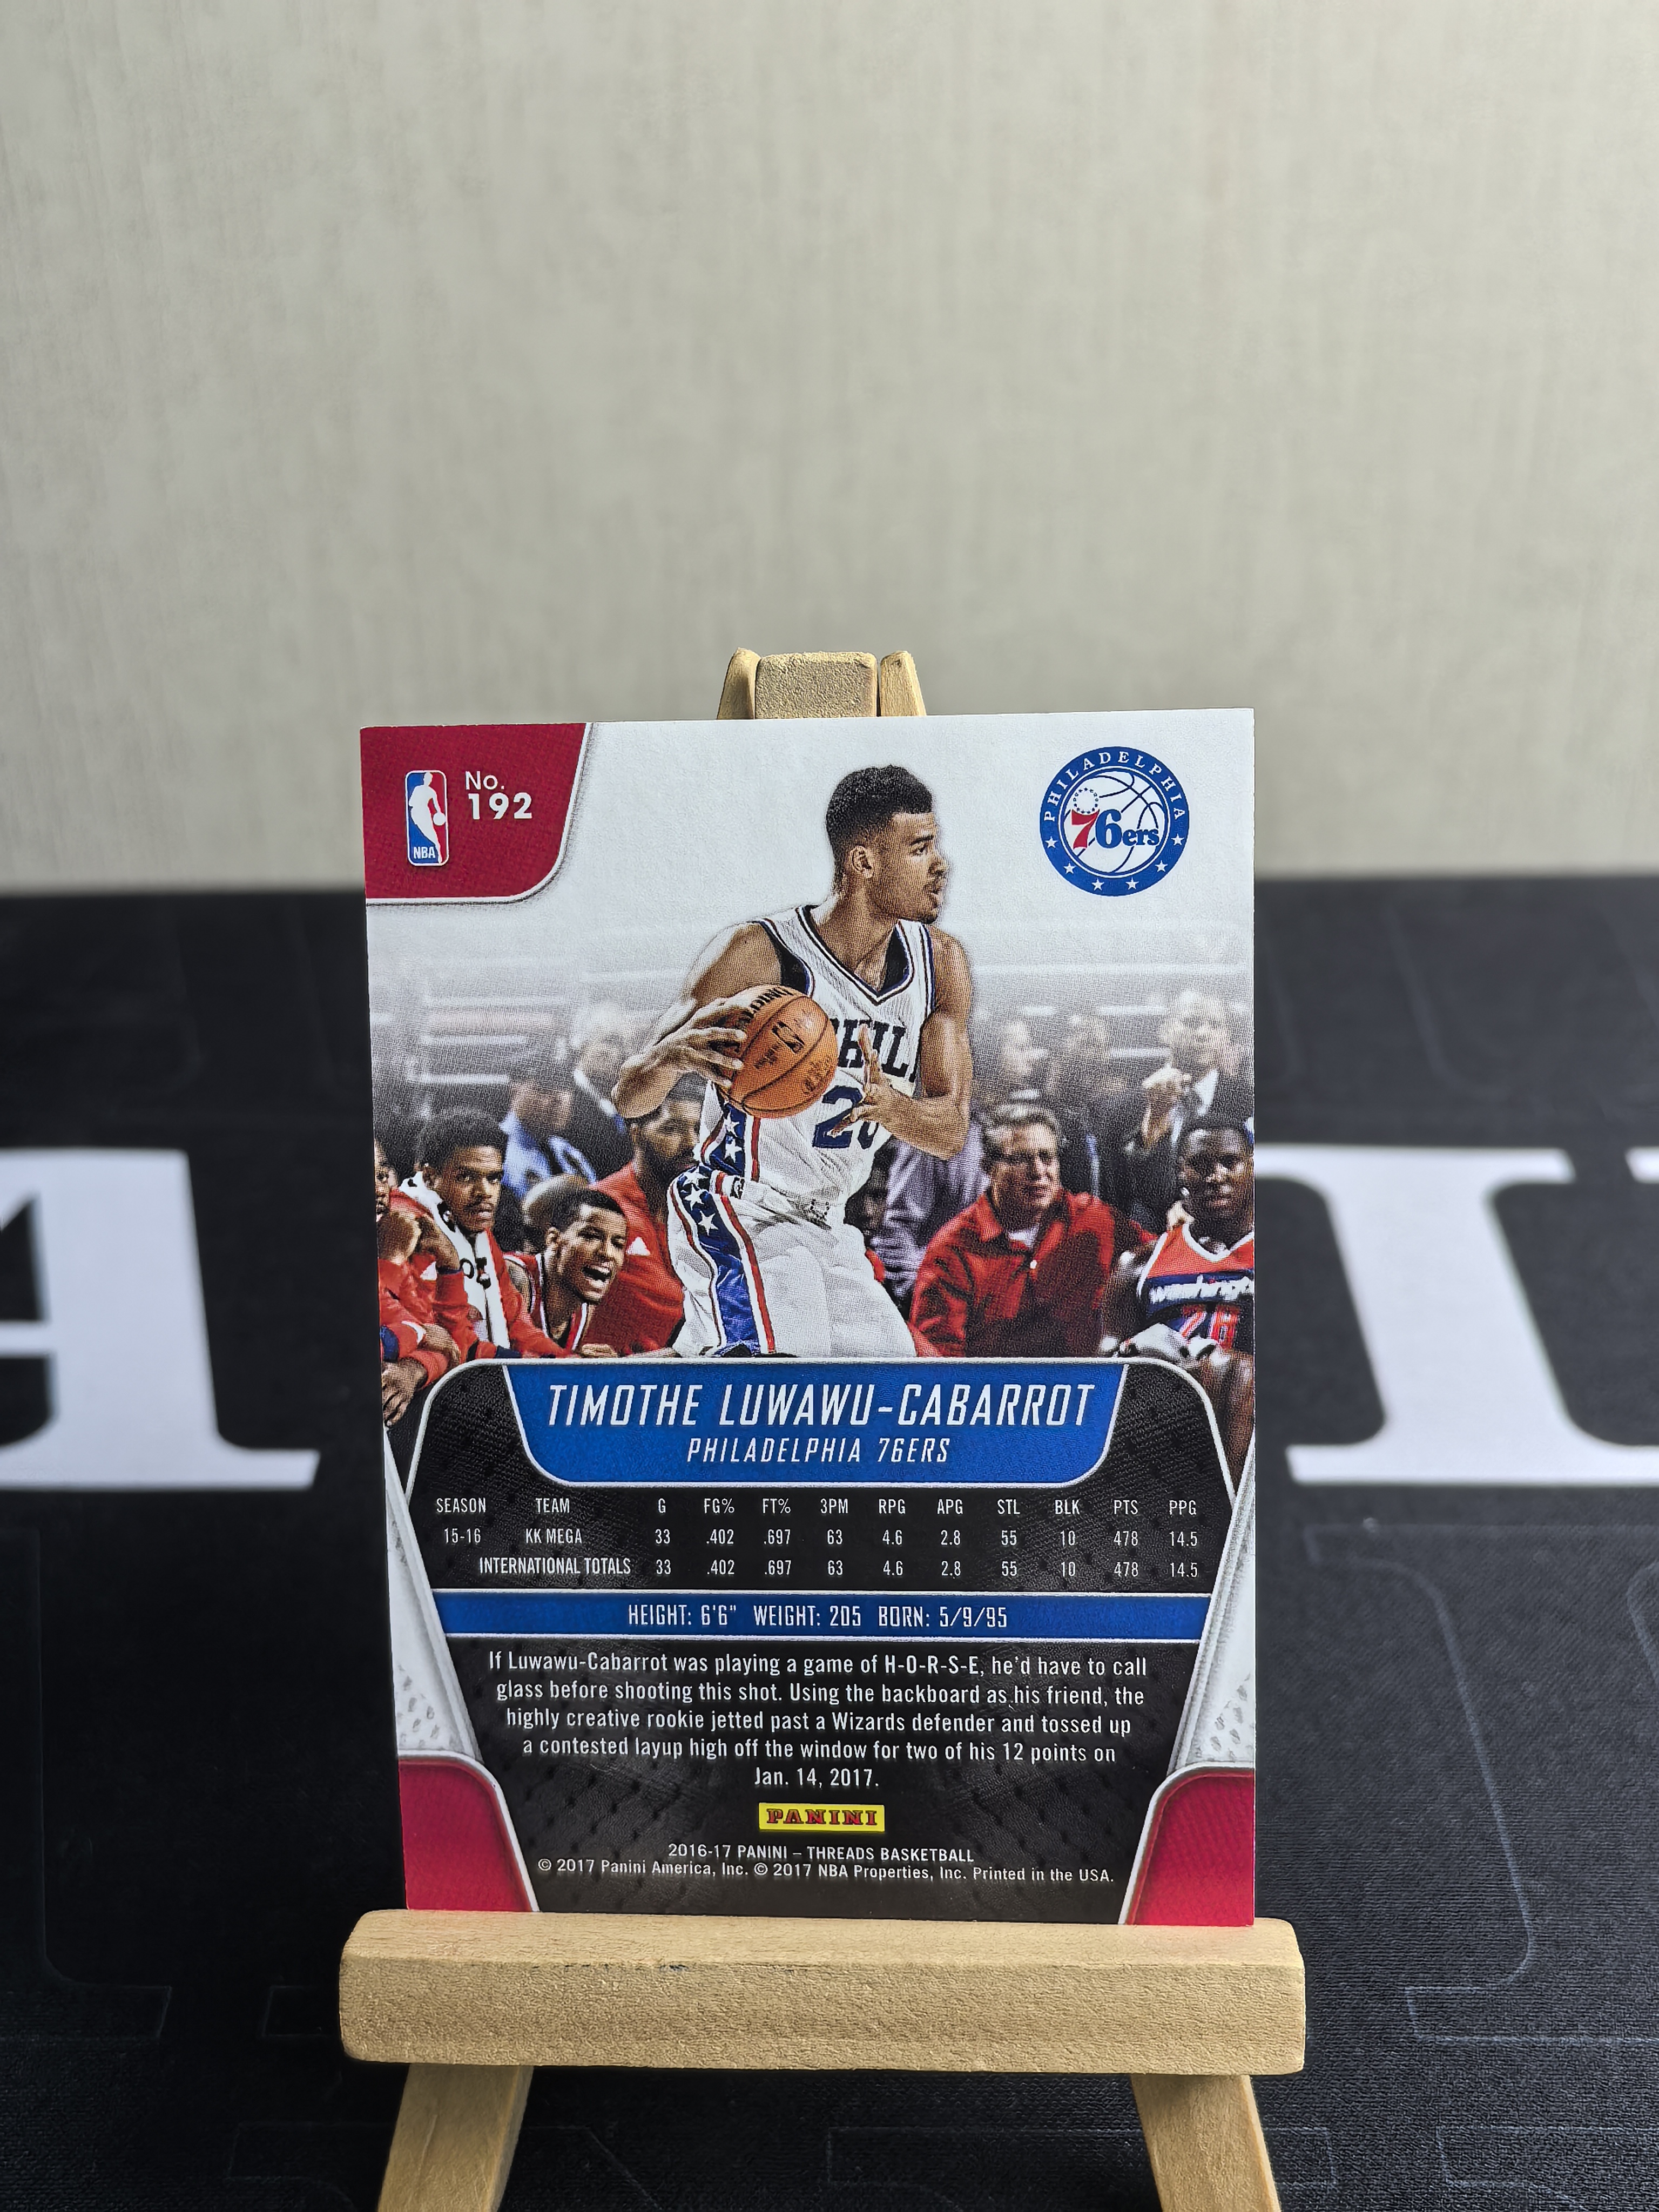 No.
192
NBA
PHILADELPHIA
76ers
SPALDING
PHIL
20
washington
TIMOTHE LUWAWU-CABARROT
PHILADELPHIA 76ERS
SEASON TEAM G FG% FT% 3PM RPG APG STL BLK PTS PPG
15-16 KK MEGA 33 .402 .697 63 4.6 2.8 55 10 478 14.5
INTERNATIONAL TOTALS 33 .402 .697 63 4.6 2.8 55 10 478 14.5
HEIGHT: 6'6" WEIGHT: 205 BORN: 5/9/95
If Luwawu-Cabarrot was playing a game of H-O-R-S-E, he'd have to call
glass before shooting this shot. Using the backboard as his friend, the
highly creative rookie jetted past a Wizards defender and tossed up
a contested layup high off the window for two of his 12 points on
Jan. 14, 2017.
PANINI
2016-17 PANINI – THREADS BASKETBALL
© 2017 Panini America, Inc. © 2017 NBA Properties, Inc. Printed in the USA.